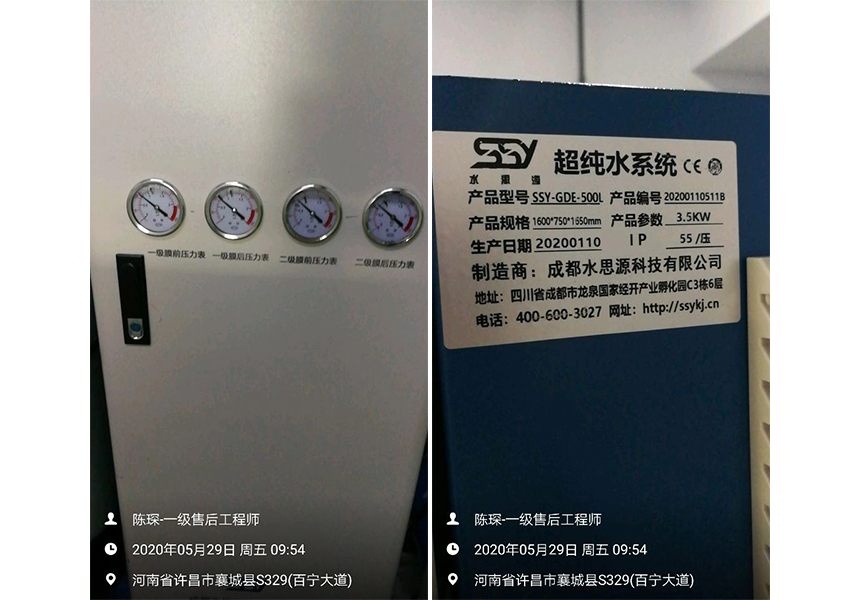 一级膜前压力表
一级膜后压力表
二级膜前压力表
二级膜后压力表
陈琛-一级售后工程师
2020年05月29日 周五 09:54
河南省许昌市襄城县S329(百宁大道)
SSY
水思源
超纯水系统 CE
产品型号 SSY-GDE-500L 产品编号 20200110511B
产品规格 1600*750*1650mm 产品参数 3.5KW
生产日期 20200110 IP 55/压
制造商：成都水思源科技有限公司
地址：四川省成都市龙泉国家经开产业孵化园C3栋6层
电话：400-600-3027 网址：http://ssykj.cn
陈琛-一级售后工程师
2020年05月29日 周五 09:54
河南省许昌市襄城县S329(百宁大道)